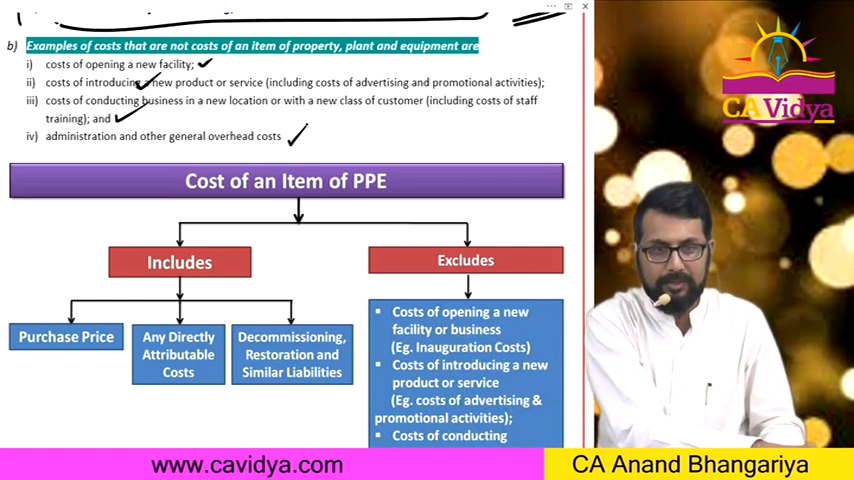 b) Examples of costs that are not costs of an item of property, plant and equipment are
i) costs of opening a new facility;
ii) costs of introducing a new product or service (including costs of advertising and promotional activities);
iii) costs of conducting business in a new location or with a new class of customer (including costs of staff
training); and
iv) administration and other general overhead costs
Cost of an Item of PPE
Includes
Excludes
Purchase Price
Any Directly
Attributable
Costs
Decommissioning,
Restoration and
Similar Liabilities
▪ Costs of opening a new
facility or business
(Eg. Inauguration Costs)
▪ Costs of introducing a new
product or service
(Eg. costs of advertising &
promotional activities);
▪ Costs of conducting
CA Vidya
www.cavidya.com
CA Anand Bhangariya